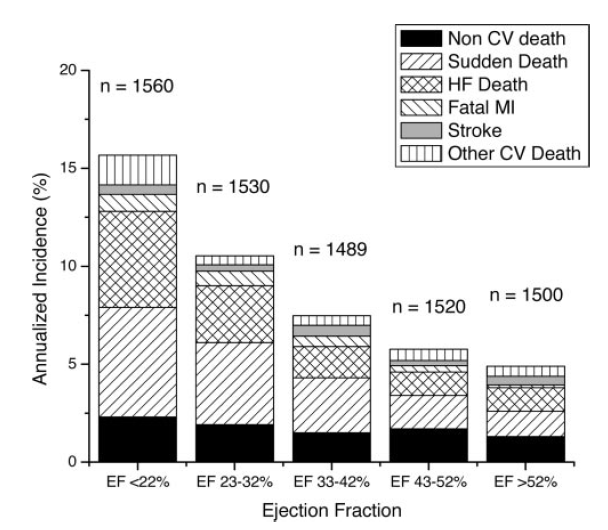 Non CV death
Sudden Death
HF Death
Fatal MI
Stroke
Other CV Death
20
15
10
5
0
Annualized Incidence (%)
n = 1560
n = 1530
n = 1489
n = 1520
n = 1500
EF <22%
EF 23-32%
EF 33-42%
EF 43-52%
EF >52%
Ejection Fraction